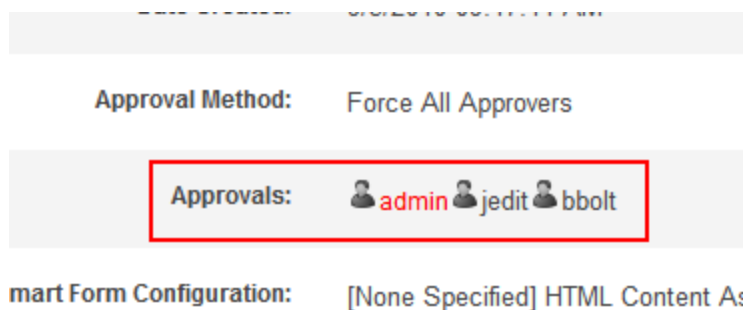 Approval Method: Force All Approvers
Approvals: admin jedit bbolt
mart Form Configuration: [None Specified] HTML Content As